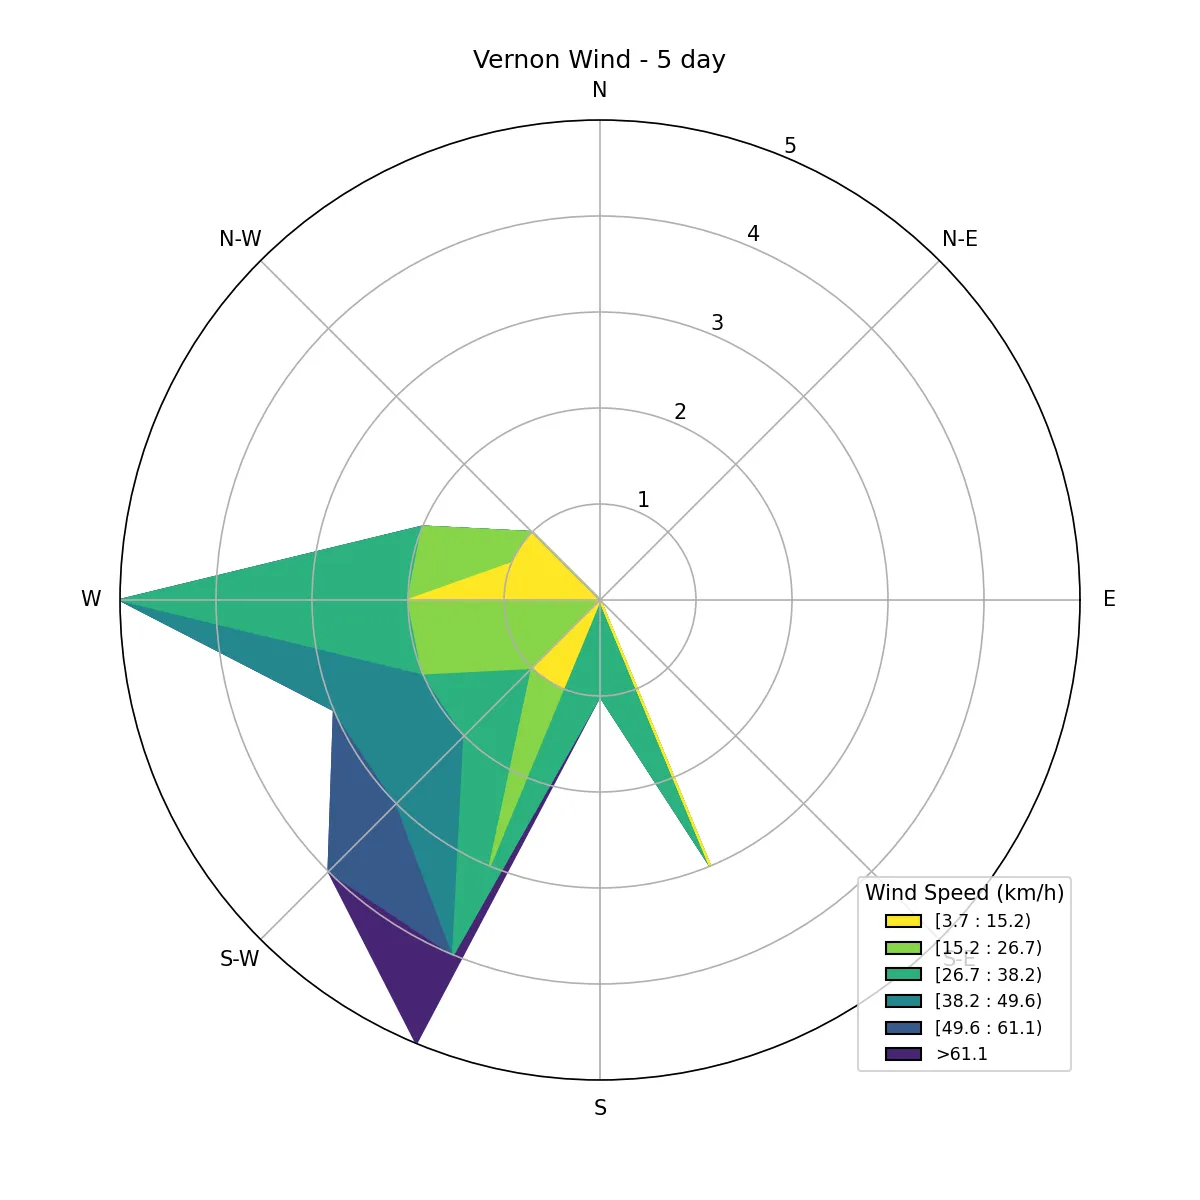 Vernon Wind - 5 day
N
5
N-W
4
N-E
3
2
1
W
E
S-W
S-E
S
Wind Speed (km/h)
[3.7 : 15.2)
[15.2 : 26.7)
[26.7 : 38.2)
[38.2 : 49.6)
[49.6 : 61.1)
>61.1